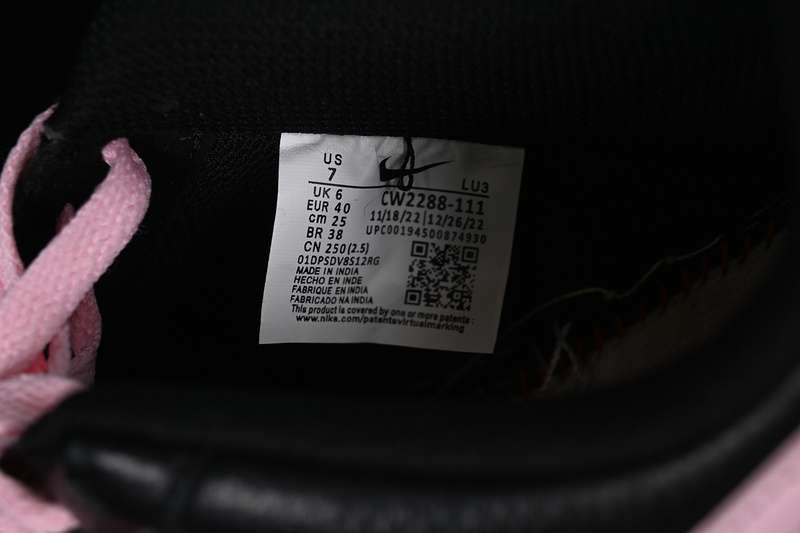 US
7
LU3
UK 6
EUR 40
cm 25
BR 38
CN 250(2.5)
01DPSDV8S12RG
MADE IN INDIA
HECHO EN INDE
FABRIQUE EN INDIA
FABRICADO NA INDIA
CW2288-111
11/18/22 | 12/26/22
UPC00194500874930
This product is covered by one or more patents :
www.nike.com/patentsvirtualmarking